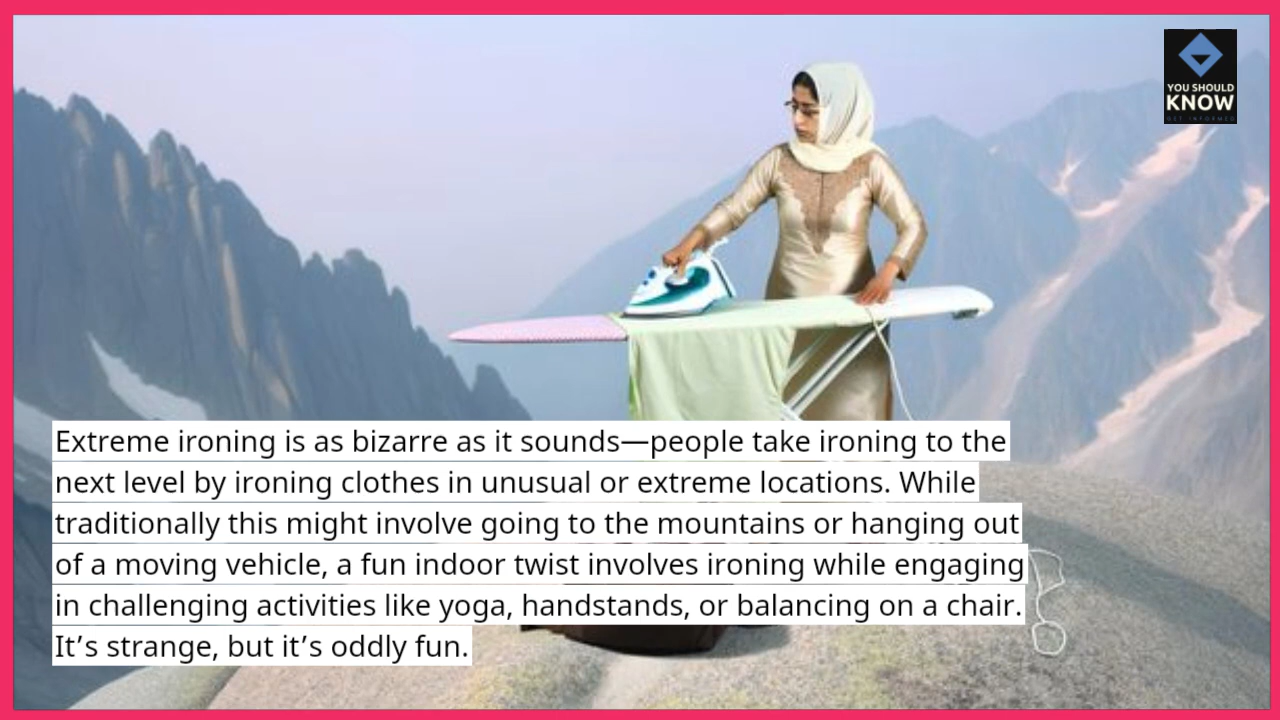 YOU SHOULD
KNOW
GET INFORMED
Extreme ironing is as bizarre as it sounds—people take ironing to the
next level by ironing clothes in unusual or extreme locations. While
traditionally this might involve going to the mountains or hanging out
of a moving vehicle, a fun indoor twist involves ironing while engaging
in challenging activities like yoga, handstands, or balancing on a chair.
It’s strange, but it’s oddly fun.